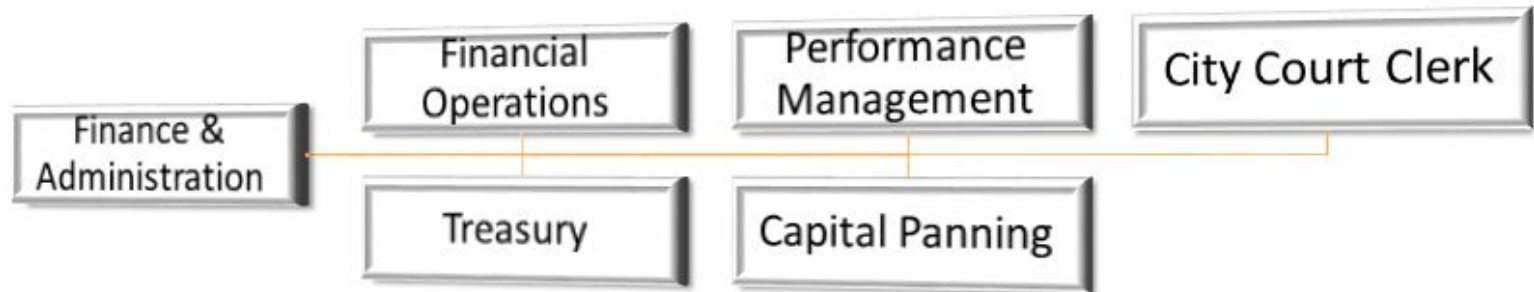 Finance &
Administration
Financial
Operations
Treasury
Performance
Management
Capital Panning
City Court Clerk